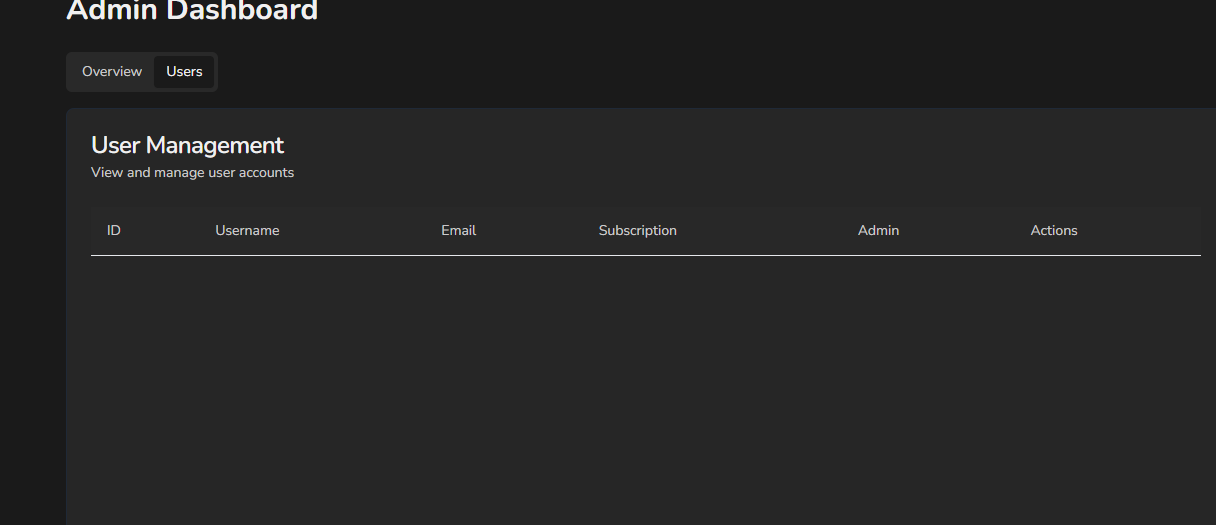 Admin Dashboard
Overview Users
User Management
View and manage user accounts
ID Username Email Subscription Admin Actions